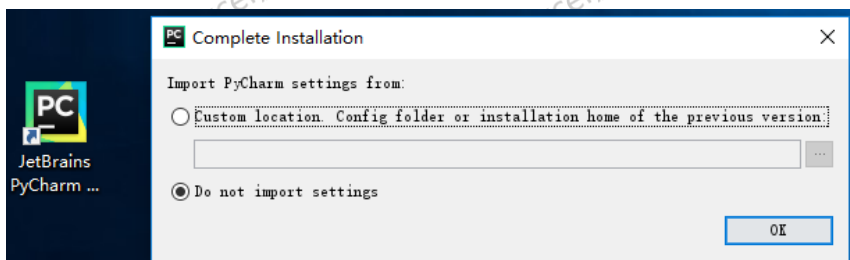 PC Complete Installation
Import PyCharm settings from:
Custom location. Config folder or installation home of the previous version:
...
Do not import settings
OK
PC
JetBrains
PyCharm ...